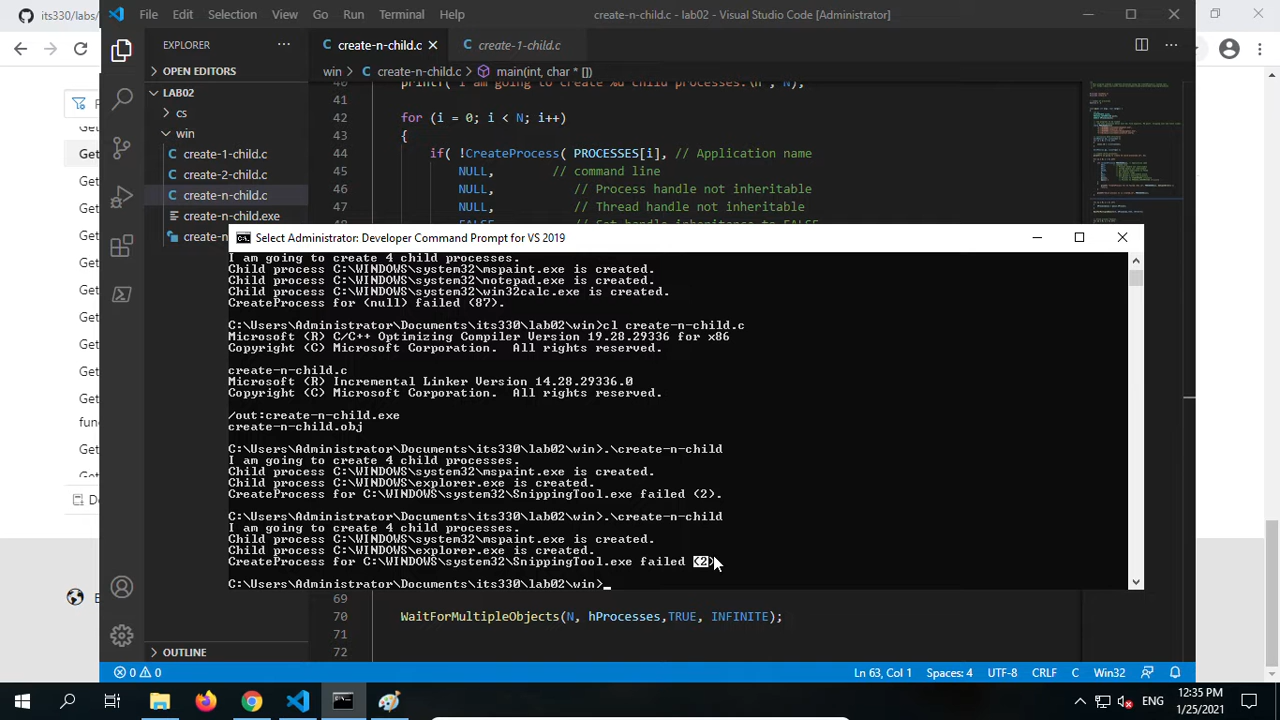 its330/labs/
File Edit Selection View Go Run Terminal Help
create-n-child.c - lab02 - Visual Studio Code [Administrator]
EXPLORER
create-n-child.c
create-1-child.c
OPEN EDITORS
win > create-n-child.c > main(int, char * [])
LAB02
cs
win
create-1-child.c
create-2-child.c
create-n-child.c
create-n-child.exe
create-n
41
42 for (i = 0; i < N; i++)
43 {
44 if( !CreateProcess(PROCESSES[i], // Application name
45 NULL, // command line
46 NULL, // Process handle not inheritable
47 NULL, // Thread handle not inheritable
Select Administrator: Developer Command Prompt for VS 2019
I am going to create 4 child processes.
Child process C:\WINDOWS\system32\mspaint.exe is created.
Child process C:\WINDOWS\system32\notepad.exe is created.
Child process C:\WINDOWS\system32\win32calc.exe is created.
CreateProcess for (null) failed (87).
C:\Users\Administrator\Documents\its330\lab02\win>cl create-n-child.c
Microsoft (R) C/C++ Optimizing Compiler Version 19.28.29336 for x86
Copyright (C) Microsoft Corporation. All rights reserved.
create-n-child.c
Microsoft (R) Incremental Linker Version 14.28.29336.0
Copyright (C) Microsoft Corporation. All rights reserved.
/out:create-n-child.exe
create-n-child.obj
C:\Users\Administrator\Documents\its330\lab02\win>.\create-n-child
I am going to create 4 child processes.
Child process C:\WINDOWS\system32\mspaint.exe is created.
Child process C:\WINDOWS\explorer.exe is created.
CreateProcess for C:\WINDOWS\system32\SnippingTool.exe failed (2).
C:\Users\Administrator\Documents\its330\lab02\win>.\create-n-child
I am going to create 4 child processes.
Child process C:\WINDOWS\system32\mspaint.exe is created.
Child process C:\WINDOWS\explorer.exe is created.
CreateProcess for C:\WINDOWS\system32\SnippingTool.exe failed (2)
C:\Users\Administrator\Documents\its330\lab02\win>
69
70 WaitForMultipleObjects(N, hProcesses,TRUE, INFINITE);
71
72
OUTLINE
0 0
Ln 63, Col 1 Spaces: 4 UTF-8 CRLF C Win32
ENG
12:35 PM
1/25/2021